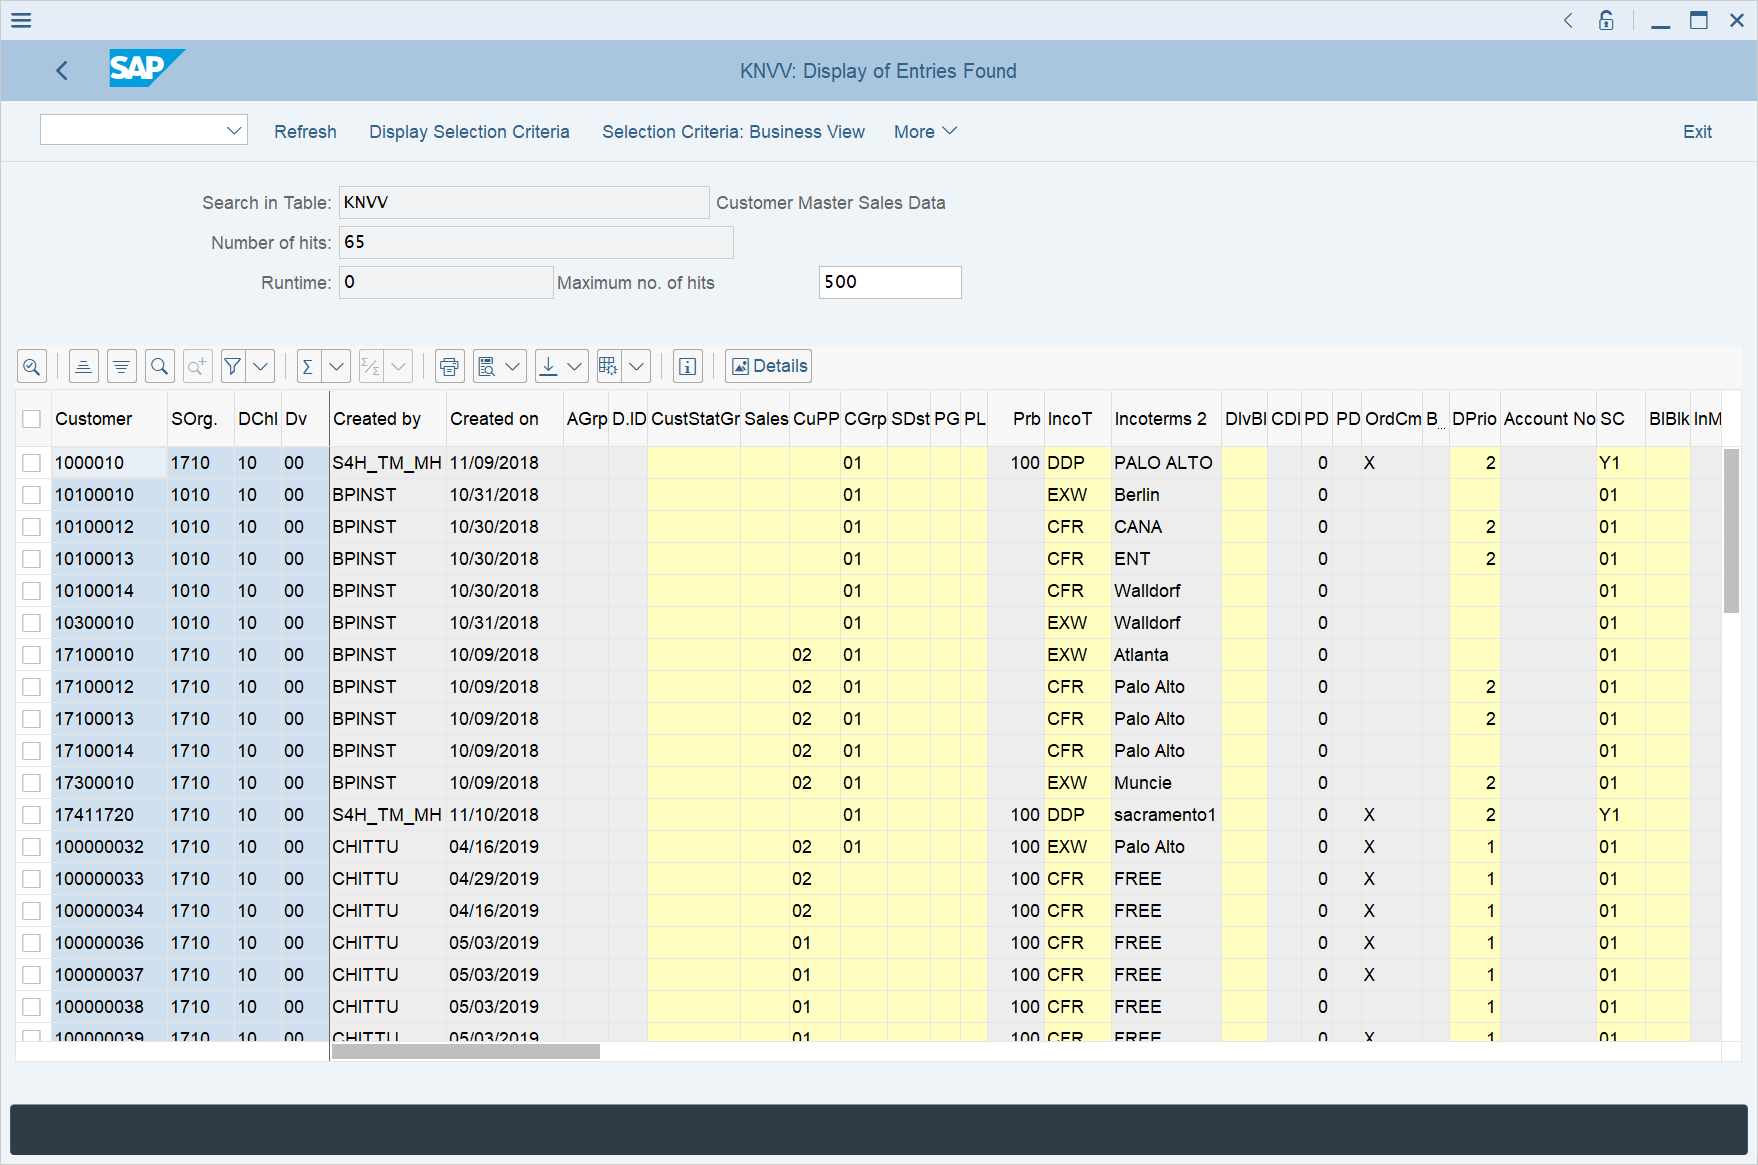 SAP
KNVV: Display of Entries Found
Refresh Display Selection Criteria Selection Criteria: Business View More Exit
Search in Table: KNVV Customer Master Sales Data
Number of hits: 65
Runtime: 0 Maximum no. of hits 500
Details
Customer SOrg. DChl Dv Created by Created on AGrp D.ID CustStatGr Sales CuPP CGrp SDst PG PL Prb IncoT Incoterms 2 DlvBl CDI PD PD OrdCm B... DPrio Account No SC BlBlk InM
1000010 1710 10 00 S4H_TM_MH 11/09/2018 01 100 DDP PALO ALTO 0 X 2 Y1
10100010 1010 10 00 BPINST 10/31/2018 01 EXW Berlin 0 01
10100012 1010 10 00 BPINST 10/30/2018 01 CFR CANA 0 2 01
10100013 1010 10 00 BPINST 10/30/2018 01 CFR ENT 0 2 01
10100014 1010 10 00 BPINST 10/30/2018 01 CFR Walldorf 0 01
10300010 1010 10 00 BPINST 10/31/2018 01 EXW Walldorf 0 01
17100010 1710 10 00 BPINST 10/09/2018 02 01 EXW Atlanta 0 01
17100012 1710 10 00 BPINST 10/09/2018 02 01 CFR Palo Alto 0 2 01
17100013 1710 10 00 BPINST 10/09/2018 02 01 CFR Palo Alto 0 2 01
17100014 1710 10 00 BPINST 10/09/2018 02 01 CFR Palo Alto 0 01
17300010 1710 10 00 BPINST 10/09/2018 02 01 EXW Muncie 0 2 01
17411720 1710 10 00 S4H_TM_MH 11/10/2018 01 100 DDP sacramento1 0 X 2 Y1
100000032 1710 10 00 CHITTU 04/16/2019 02 01 100 EXW Palo Alto 0 X 1 01
100000033 1710 10 00 CHITTU 04/29/2019 02 100 CFR FREE 0 X 1 01
100000034 1710 10 00 CHITTU 04/16/2019 02 100 CFR FREE 0 X 1 01
100000036 1710 10 00 CHITTU 05/03/2019 01 100 CFR FREE 0 X 1 01
100000037 1710 10 00 CHITTU 05/03/2019 01 100 CFR FREE 0 X 1 01
100000038 1710 10 00 CHITTU 05/03/2019 01 100 CFR FREE 0 1 01
100000039 1710 10 00 CHITTU 05/03/2019 01 100 CFR FREE 0 X 1 01